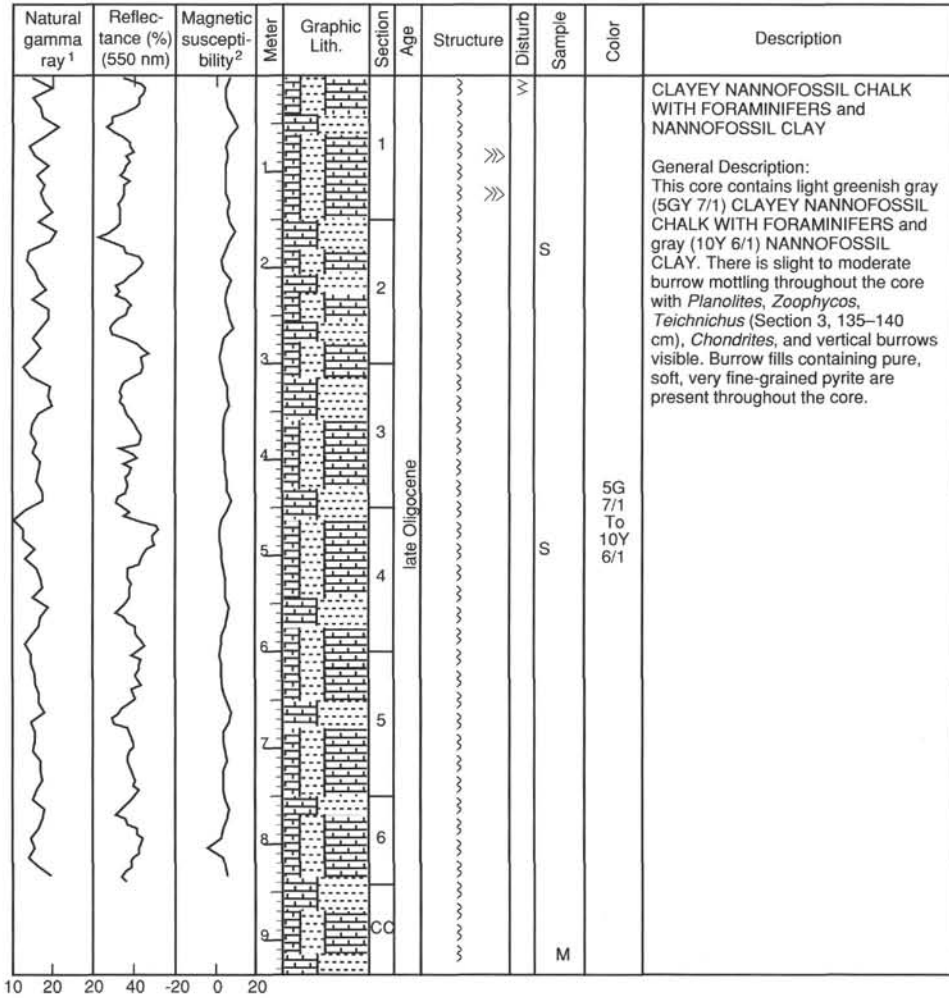 Natural gamma ray 1
Reflectance (%) (550 nm)
Magnetic susceptibility 2
Meter
Graphic Lith.
Section
Age
Structure
Disturb
Sample
Color
Description
1
2
3
4
5
6
7
8
9
1
2
3
4
5
6
CC
late Oligocene
S
S
M
5G
7/1
To
10Y
6/1
CLAYEY NANNOFOSSIL CHALK
WITH FORAMINIFERS and
NANNOFOSSIL CLAY
General Description:
This core contains light greenish gray
(5GY 7/1) CLAYEY NANNOFOSSIL
CHALK WITH FORAMINIFERS and
gray (10Y 6/1) NANNOFOSSIL
CLAY. There is slight to moderate
burrow mottling throughout the core
with Planolites, Zoophycos,
Teichnichus (Section 3, 135–140
cm), Chondrites, and vertical burrows
visible. Burrow fills containing pure,
soft, very fine-grained pyrite are
present throughout the core.
10 20 20 40 -20 0 20